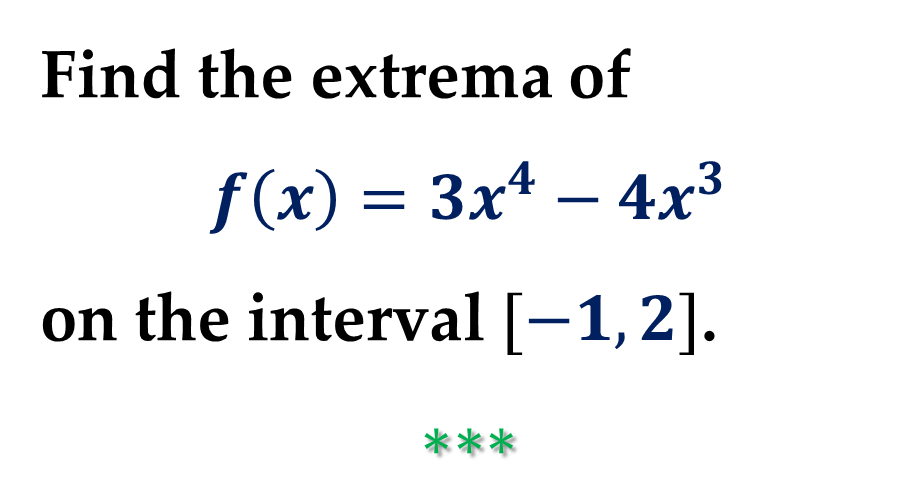 Find the extrema of
f(x) = 3x⁴ − 4x³
on the interval [−1, 2].
***